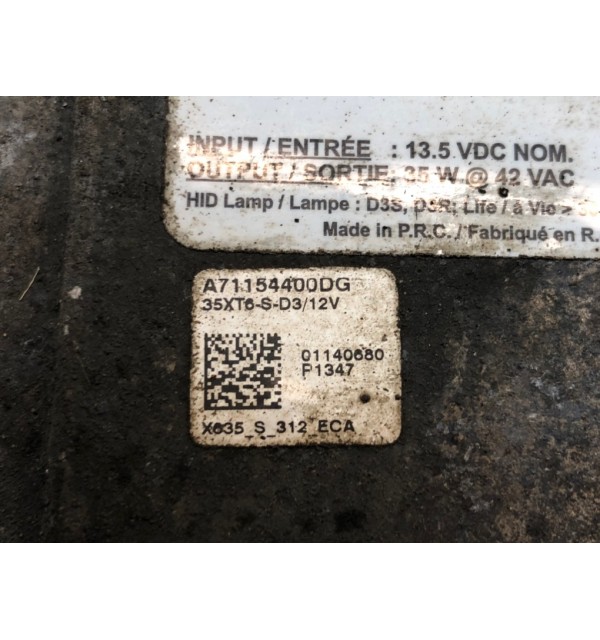 INPUT / ENTRÉE : 13.5 VDC NOM.
OUTPUT / SORTIE: 35 W @ 42 VAC
HID Lamp / Lampe : D3S, D3R; Life / à Vie >
Made in P.R.C. / Fabriqué en R.
A71154400DG
35XT6-S-D3/12V
01140680
P1347
X635_S_312_ECA